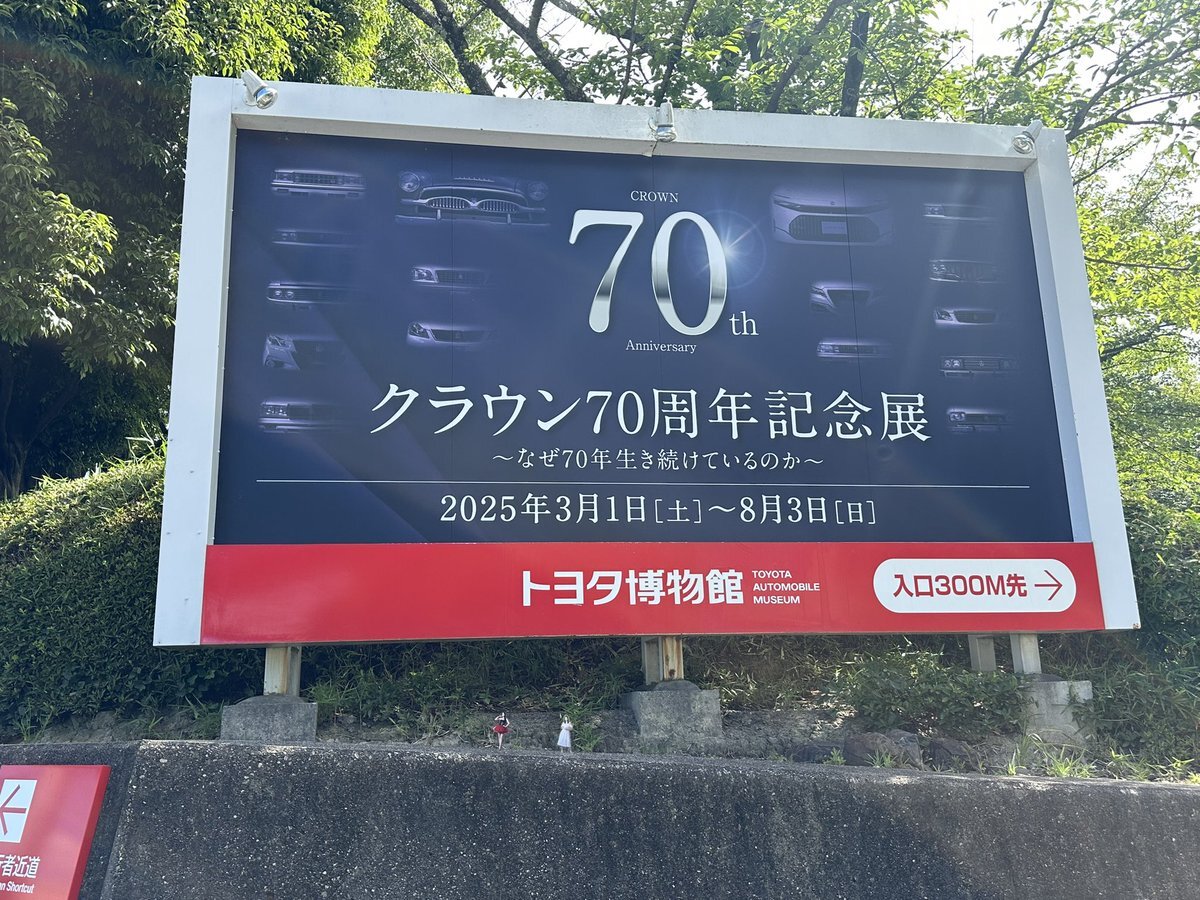 CROWN
70th
Anniversary
クラウン70周年記念展
～なぜ70年生き続けているのか～
2025年3月1日[土]～8月3日[日]
トヨタ博物館
TOYOTA
AUTOMOBILE
MUSEUM
入口300M先→
者近道
Shortcut